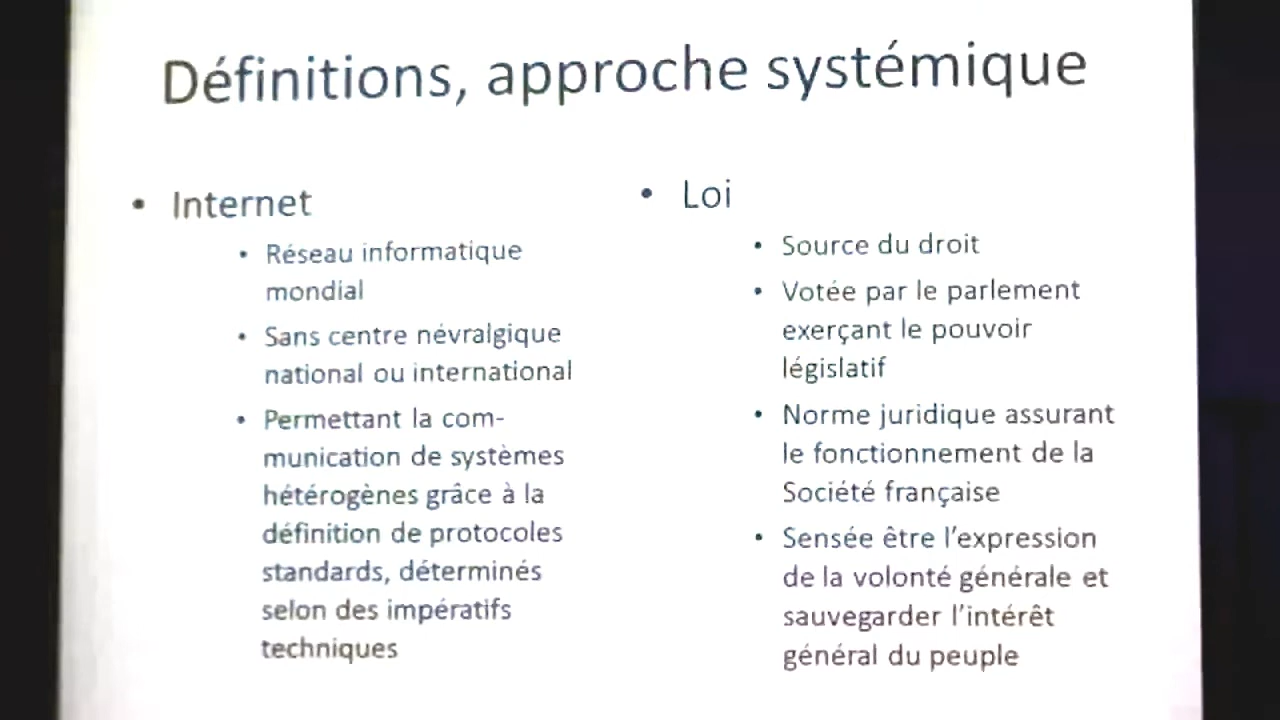 Définitions, approche systémique
• Internet
• Réseau informatique
mondial
• Sans centre névralgique
national ou international
• Permettant la com-
munication de systèmes
hétérogènes grâce à la
définition de protocoles
standards, déterminés
selon des impératifs
techniques
• Loi
• Source du droit
• Votée par le parlement
exerçant le pouvoir
législatif
• Norme juridique assurant
le fonctionnement de la
Société française
• Sensée être l'expression
de la volonté générale et
sauvegarder l'intérêt
général du peuple